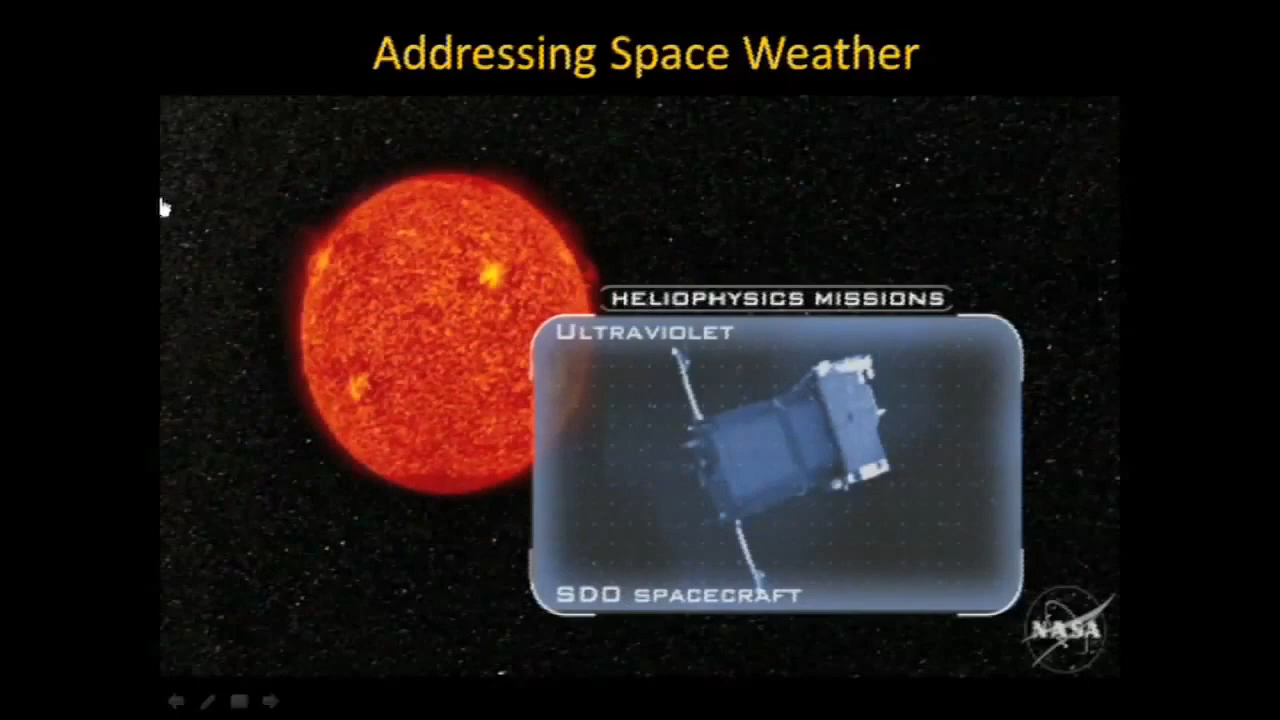 Addressing Space Weather
HELIOPHYSICS MISSIONS
ULTRAVIOLET
SDO SPACECRAFT
NASA